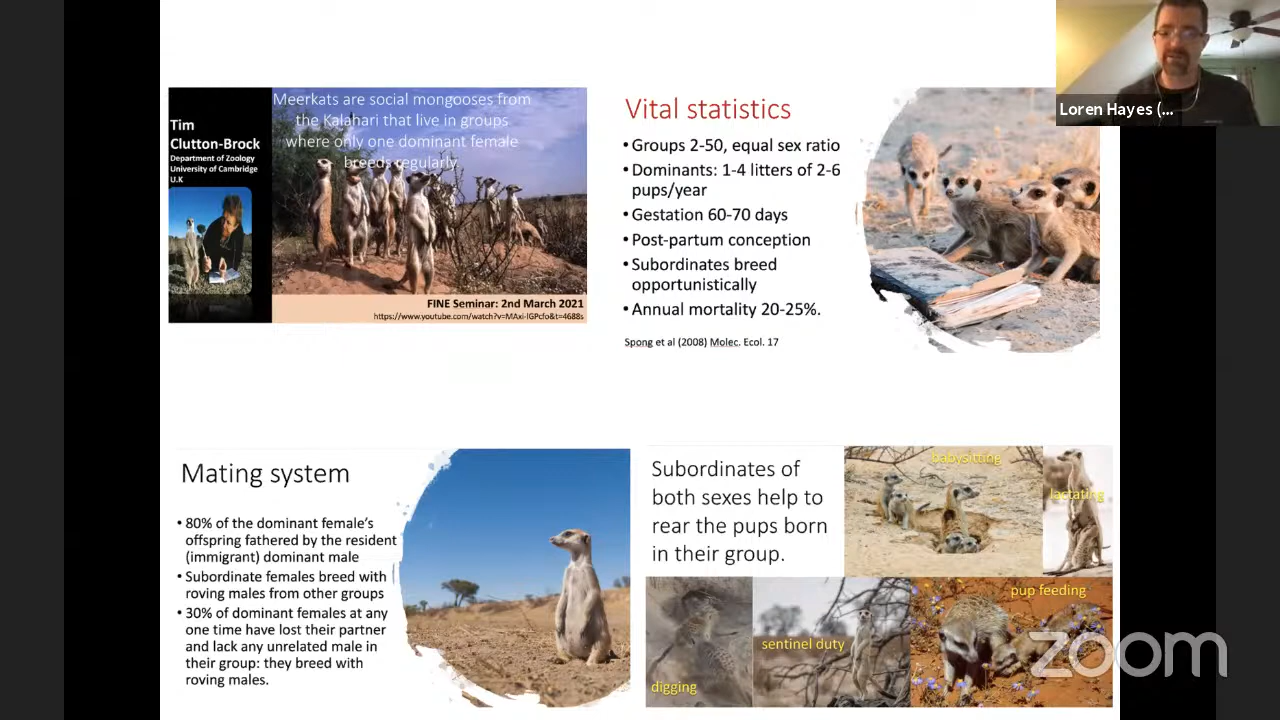 Loren Hayes (...
Tim
Clutton-Brock
Department of Zoology
University of Cambridge
U.K
Meerkats are social mongooses from
the Kalahari that live in groups
where only one dominant female
breeds regularly
FINE Seminar: 2nd March 2021
https://www.youtube.com/watch?v=MAxi-lGPcfo&t=4688s
Vital statistics
• Groups 2-50, equal sex ratio
• Dominants: 1-4 litters of 2-6
pups/year
• Gestation 60-70 days
• Post-partum conception
• Subordinates breed
opportunistically
• Annual mortality 20-25%.
Spong et al (2008) Molec. Ecol. 17
Mating system
• 80% of the dominant female's
offspring fathered by the resident
(immigrant) dominant male
• Subordinate females breed with
roving males from other groups
• 30% of dominant females at any
one time have lost their partner
and lack any unrelated male in
their group: they breed with
roving males.
Subordinates of
both sexes help to
rear the pups born
in their group.
babysitting
lactating
digging
sentinel duty
pup feeding
zoom